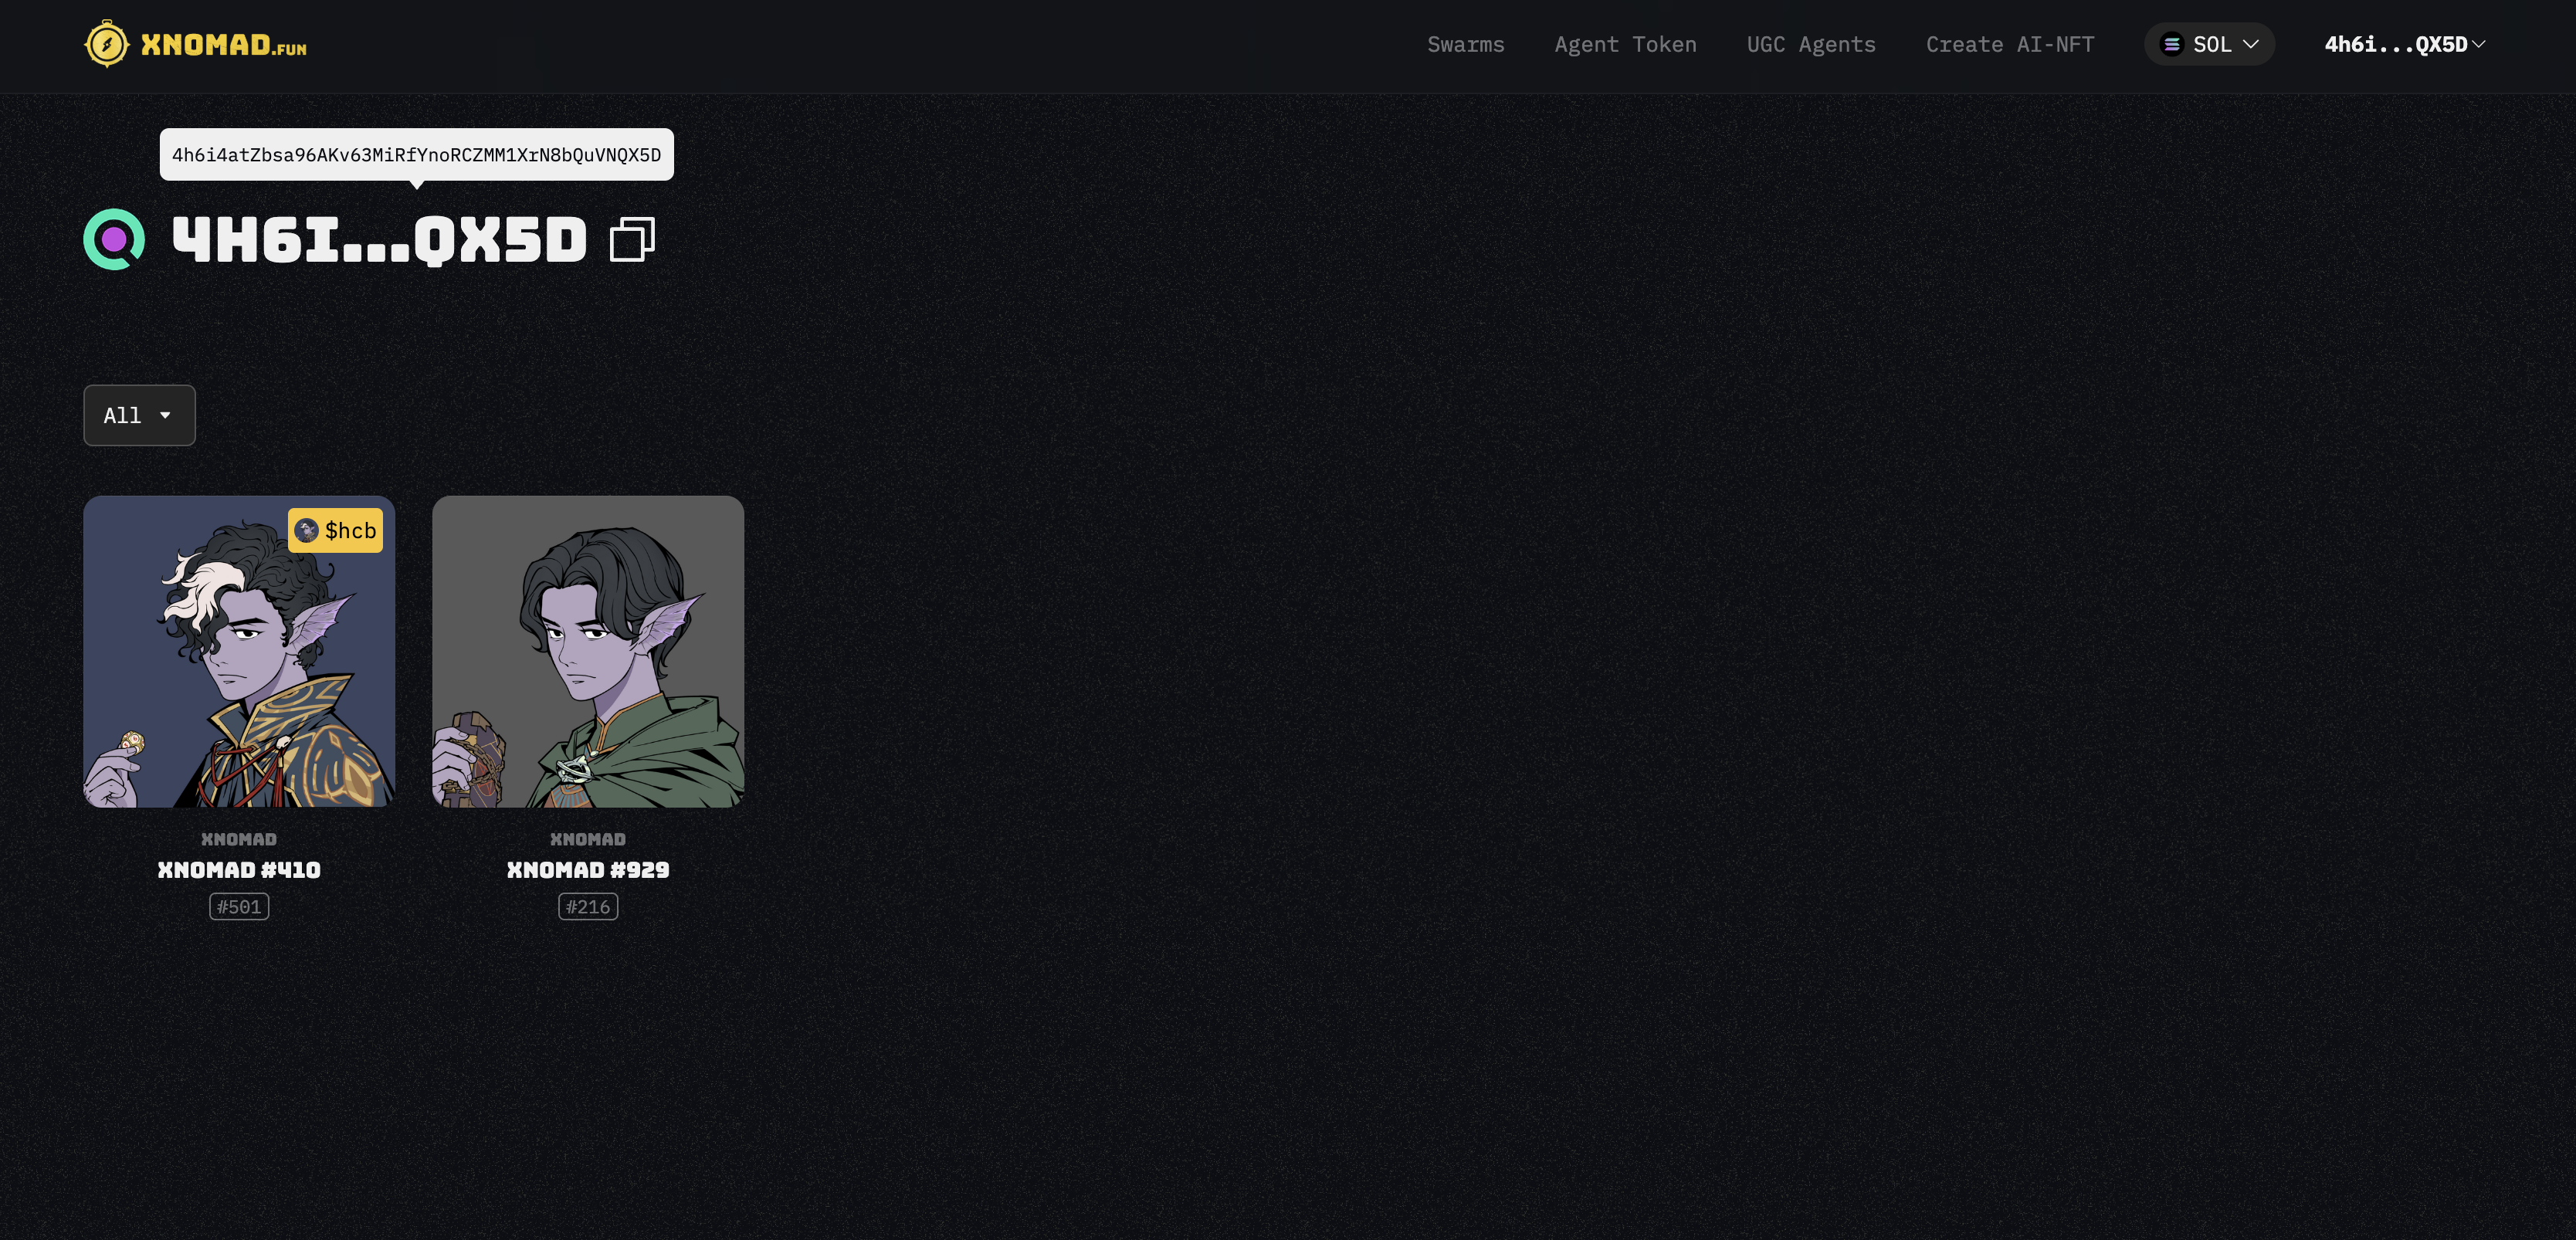 XNOMAD.FUN
Swarms Agent Token UGC Agents Create AI-NFT SOL 4h6i...QX5D
4h6i4atZbsa96AKv63MiRfYnoRCZMM1XrN8bQuVNQX5D
4H6I...QX5D
All
$hcb
XNOMAD
XNOMAD #410
#501
XNOMAD
XNOMAD #929
#216